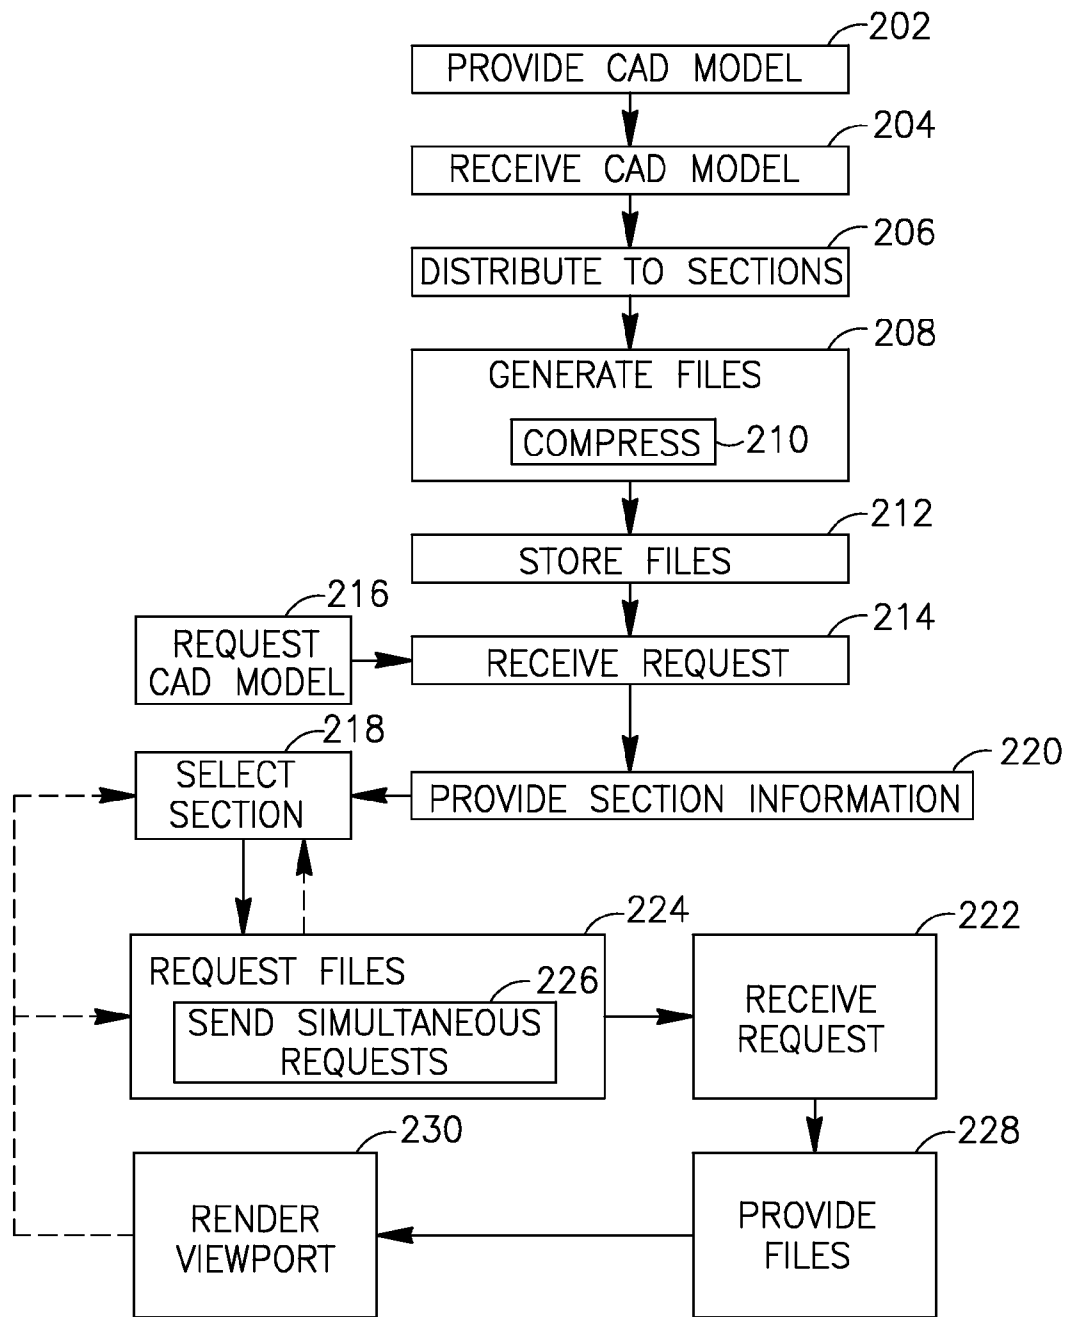 202
PROVIDE CAD MODEL
204
RECEIVE CAD MODEL
206
DISTRIBUTE TO SECTIONS
208
GENERATE FILES
COMPRESS 210
212
STORE FILES
216
REQUEST
CAD MODEL
214
RECEIVE REQUEST
218
SELECT
SECTION
220
PROVIDE SECTION INFORMATION
224
REQUEST FILES
226
SEND SIMULTANEOUS
REQUESTS
222
RECEIVE
REQUEST
230
RENDER
VIEWPORT
228
PROVIDE
FILES